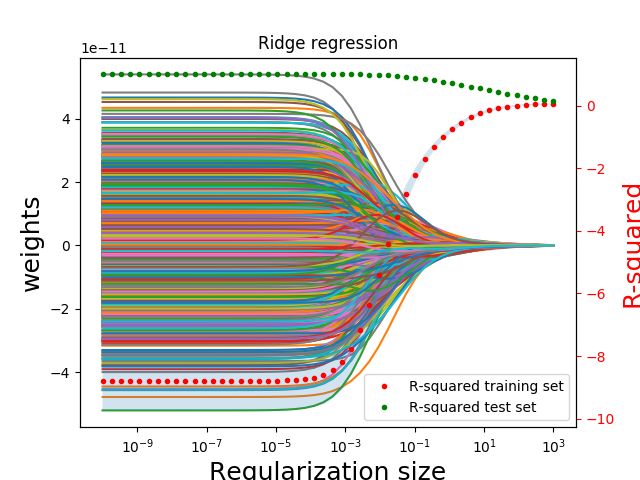 Ridge regression
1e−11
4
2
0
−2
−4
weights
0
−2
−4
−6
−8
−10
R-squared
R-squared training set
R-squared test set
10⁻⁹ 10⁻⁷ 10⁻⁵ 10⁻³ 10⁻¹ 10¹ 10³
Regularization size